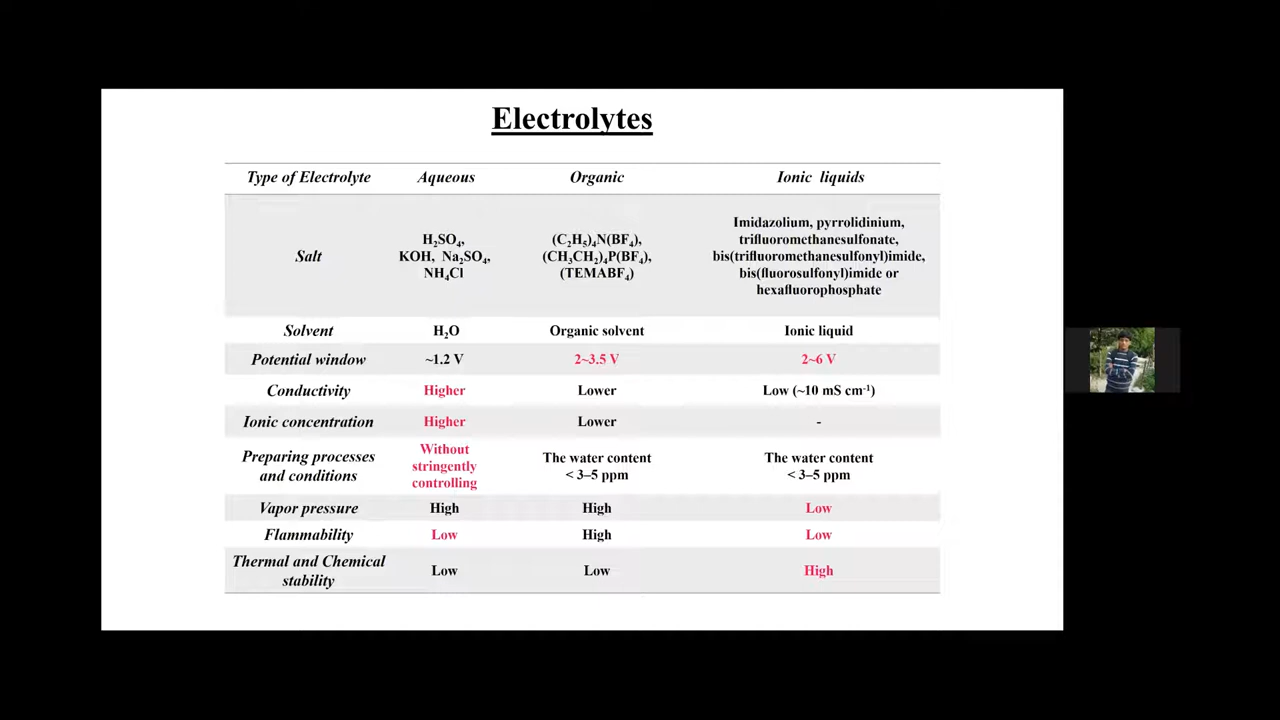 Electrolytes
Type of Electrolyte Aqueous Organic Ionic liquids
Salt
H₂SO₄,
KOH, Na₂SO₄,
NH₄Cl
(C₂H₅)₄N(BF₄),
(CH₃CH₂)₄P(BF₄),
(TEMABF₄)
Imidazolium, pyrrolidinium,
trifluoromethanesulfonate,
bis(trifluoromethanesulfonyl)imide,
bis(fluorosulfonyl)imide or
hexafluorophosphate
Solvent H₂O Organic solvent Ionic liquid
Potential window ~1.2 V 2~3.5 V 2~6 V
Conductivity Higher Lower Low (~10 mS cm⁻¹)
Ionic concentration Higher Lower -
Preparing processes
and conditions
Without
stringently
controlling
The water content
< 3–5 ppm
The water content
< 3–5 ppm
Vapor pressure High High Low
Flammability Low High Low
Thermal and Chemical
stability
Low Low High